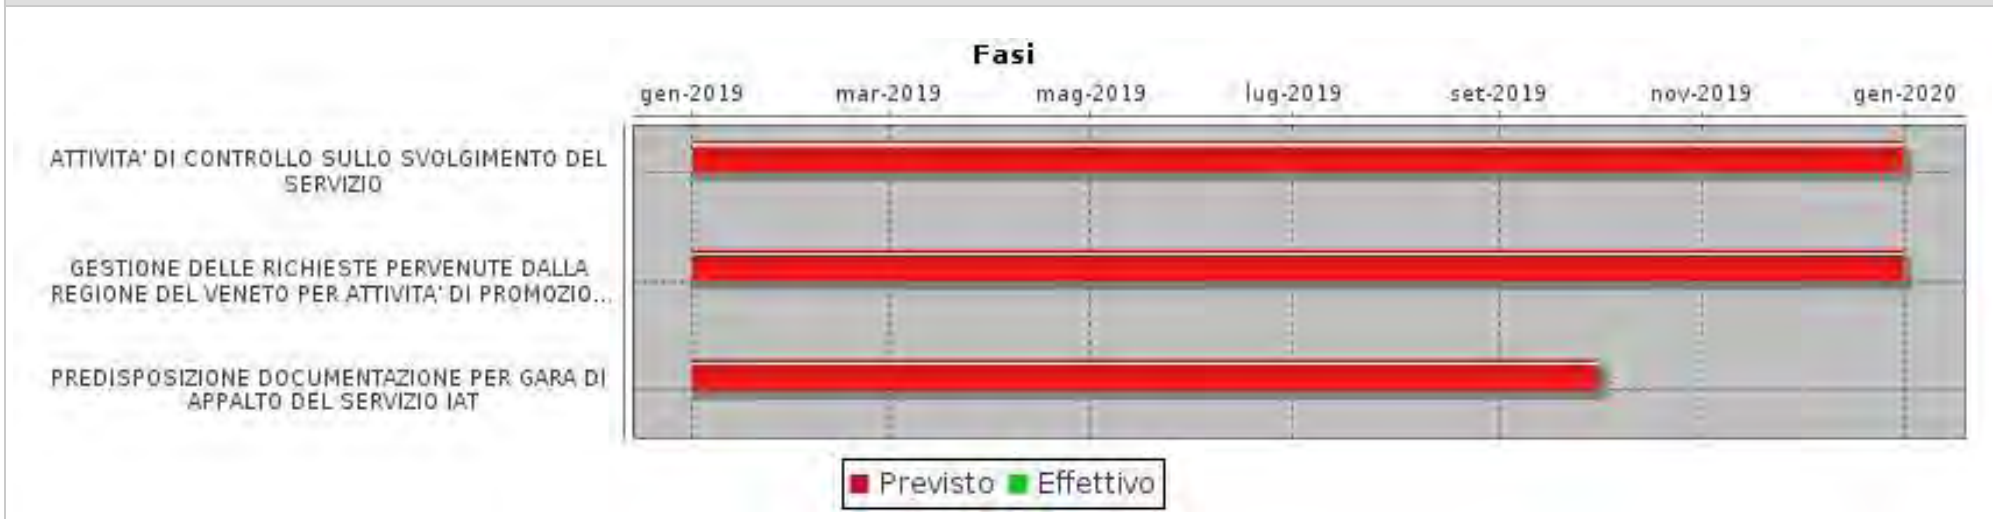 Fasi
gen-2019 mar-2019 mag-2019 lug-2019 set-2019 nov-2019 gen-2020
ATTIVITA' DI CONTROLLO SULLO SVOLGIMENTO DEL
SERVIZIO
GESTIONE DELLE RICHIESTE PERVENUTE DALLA
REGIONE DEL VENETO PER ATTIVITA' DI PROMOZIO...
PREDISPOSIZIONE DOCUMENTAZIONE PER GARA DI
APPALTO DEL SERVIZIO IAT
Previsto Effettivo